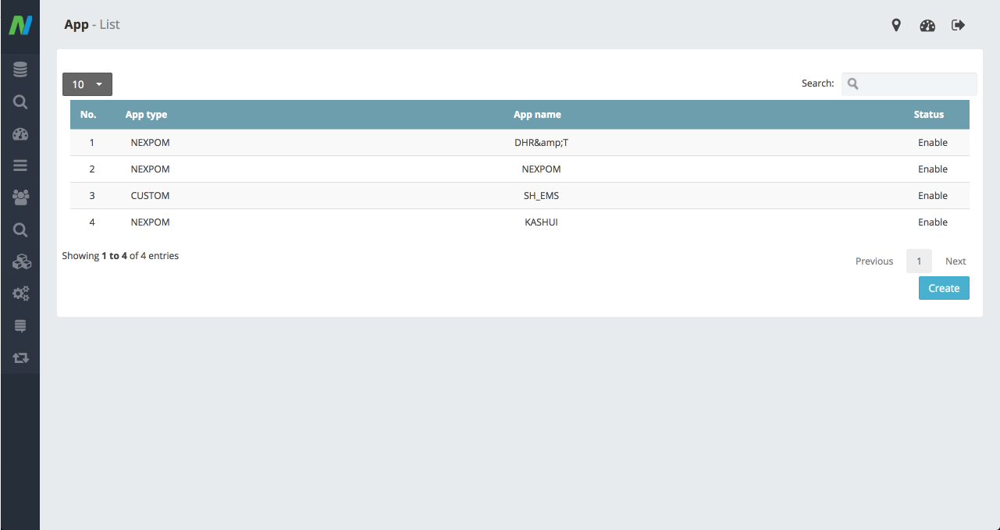 App - List
10
Search:
No. App type App name Status
1 NEXPOM DHR&amp;T Enable
2 NEXPOM NEXPOM Enable
3 CUSTOM SH_EMS Enable
4 NEXPOM KASHUI Enable
Showing 1 to 4 of 4 entries
Previous 1 Next
Create